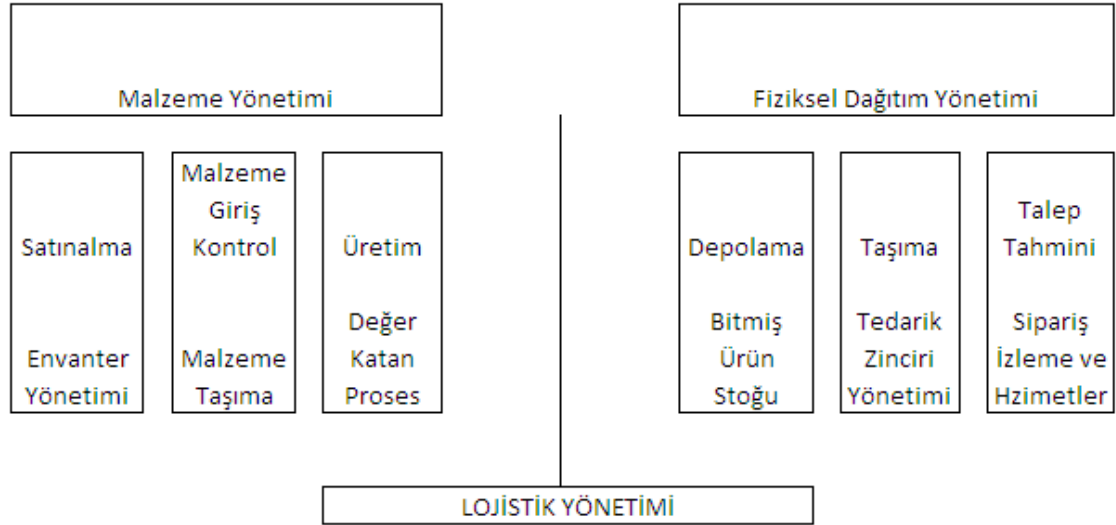 Malzeme Yönetimi
Fiziksel Dağıtım Yönetimi
Satınalma
Envanter
Yönetimi
Malzeme
Giriş
Kontrol
Malzeme
Taşıma
Üretim
Değer
Katan
Proses
Depolama
Bitmiş
Ürün
Stoğu
Taşıma
Tedarik
Zinciri
Yönetimi
Talep
Tahmini
Sipariş
İzleme ve
Hzimetler
LOJİSTİK YÖNETİMİ